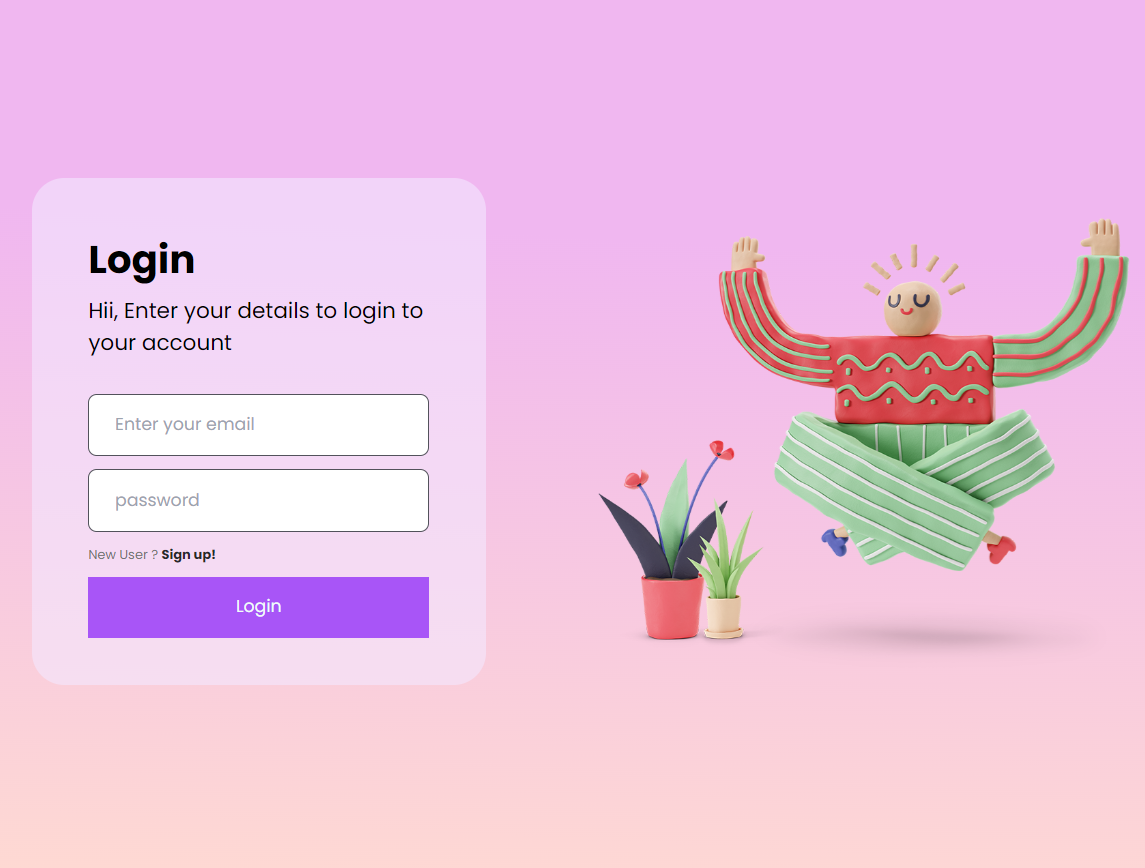 Login
Hii, Enter your details to login to
your account
Enter your email
password
New User ? Sign up!
Login